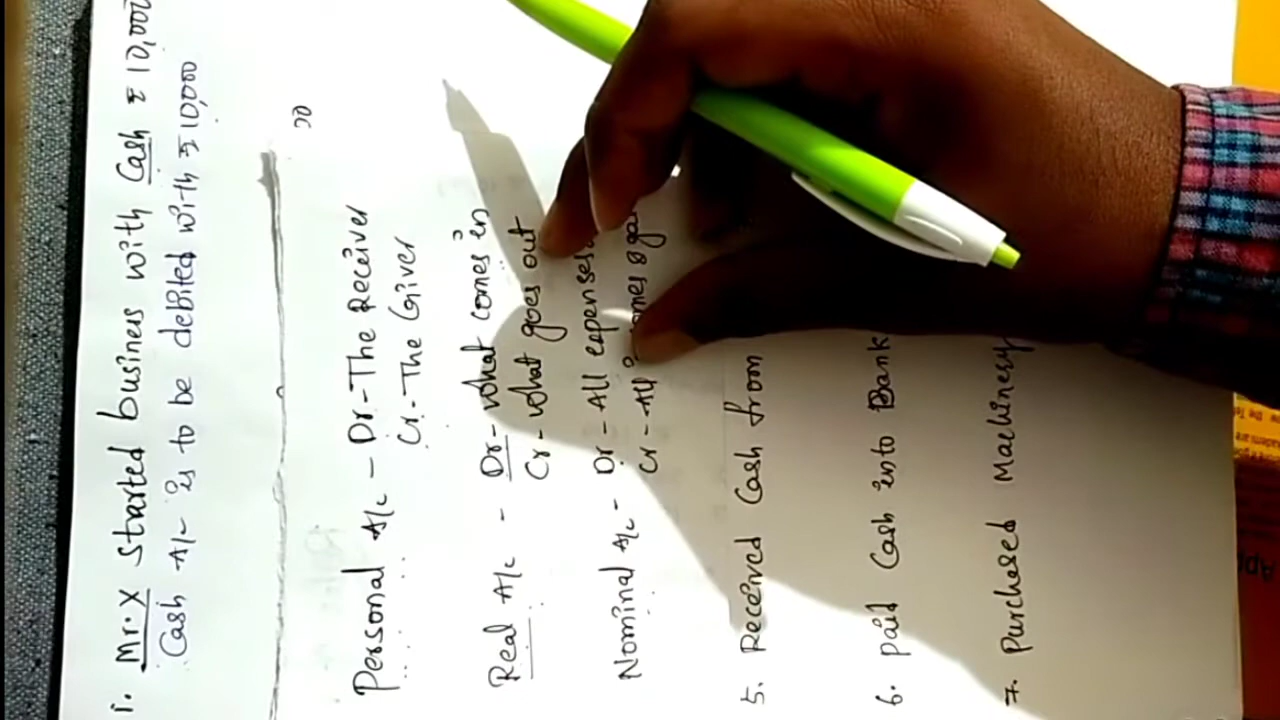 1. Mr. X started business with Cash ₹ 10,000
Cash A/c is to be debited with ₹ 10,000
Personal A/c - Dr - The Receiver
Cr. - The Giver
Real A/c - Dr - what comes in
Cr - what goes out
Nominal A/c - Dr - All expenses
Cr - All
5. Received Cash from
6. paid Cash into Bank
7. Purchased Machinery